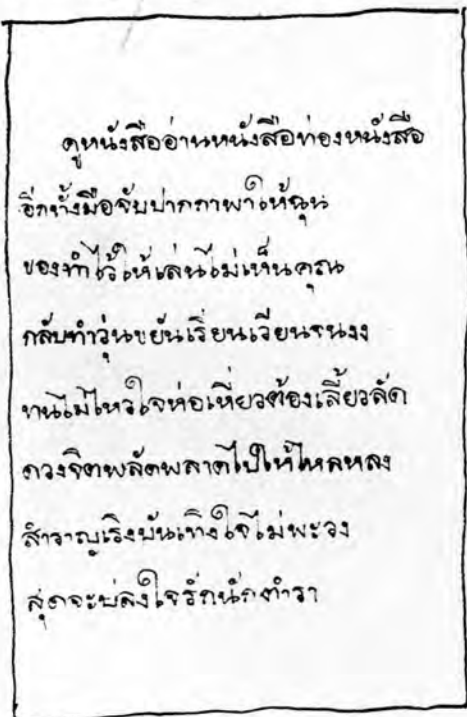 ดูหนังสืออ่านหนังสือท่องหนังสือ
อีกทั้งมือจับปากกาพาให้ฉุน
ของทำไว้ให้เล่นไม่เห็นคุณ
กลับทำวุ่นขยันเรียนเวียนจนงง
ทนไม่ไหวใจห่อเหี่ยวต้องเลี้ยวลัด
ดวงจิตพลัดพลาดไปให้ใหลหลง
สำราญเริงบันเทิงใจไม่พะวง
สุดจะปลงใจรักนักตำรา